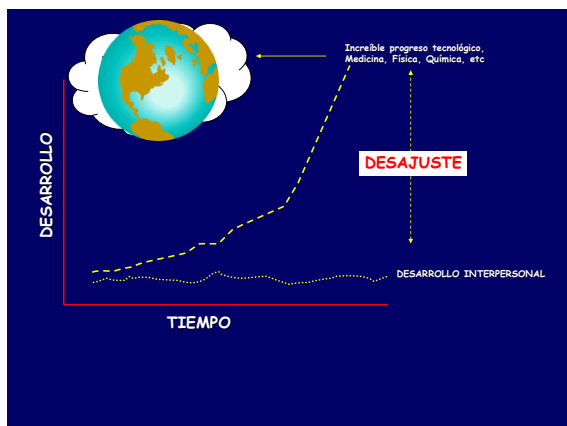 Increíble progreso tecnológico,
Medicina, Física, Química, etc
DESAJUSTE
DESARROLLO
DESARROLLO INTERPERSONAL
TIEMPO